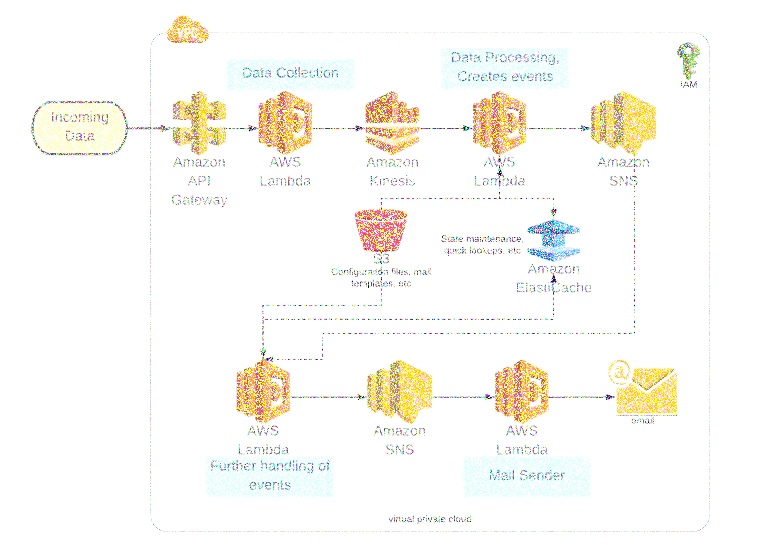 VPC
Data Collection
Data Processing,
Creates events
IAM
Incoming
Data
Amazon
API
Gateway
AWS
Lambda
Amazon
Kinesis
AWS
Lambda
Amazon
SNS
S3
Configuration files, mail
templates, etc
State maintenance,
quick lookups, etc
Amazon
ElastiCache
AWS
Lambda
Further handling of
events
Amazon
SNS
AWS
Lambda
Mail Sender
@
email
virtual private cloud